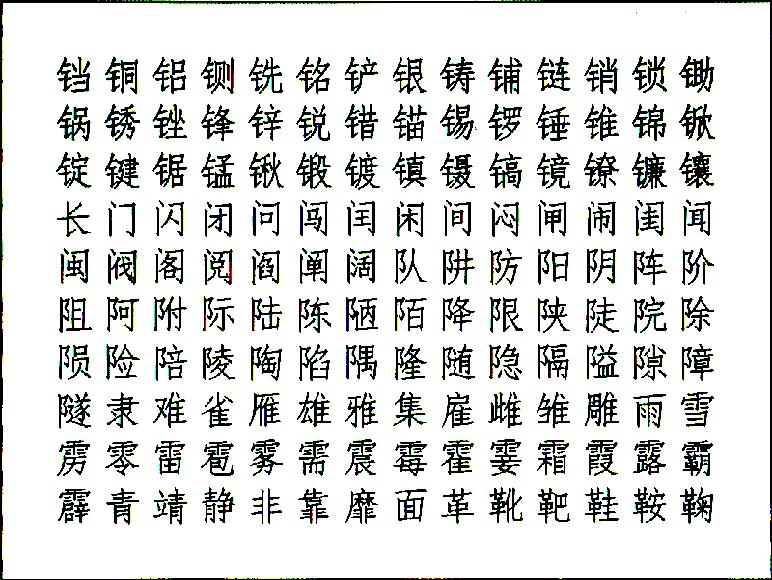 铛铜铝铡铣铭铲银铸铺链销锁锄
锅锈锉锋锌锐错锚锡锣锤锥锦锨
锭键锯锰锹锻镀镇镊镐镜镣镰镶
长门闪闭问闯闰闲间闷闸闹闺闻
闽阀阁阅阎阐阔队阱防阳阴阵阶
阻阿附际陆陈陋陌降限陕陡院除
陨险陪陵陶陷隅隆随隐隔隘隙障
隧隶难雀雁雄雅集雇雌雏雕雨雪
雳零雷雹雾需震霉霍霎霜霞露霸
霹青靖静非靠靡面革靴靶鞋鞍鞠